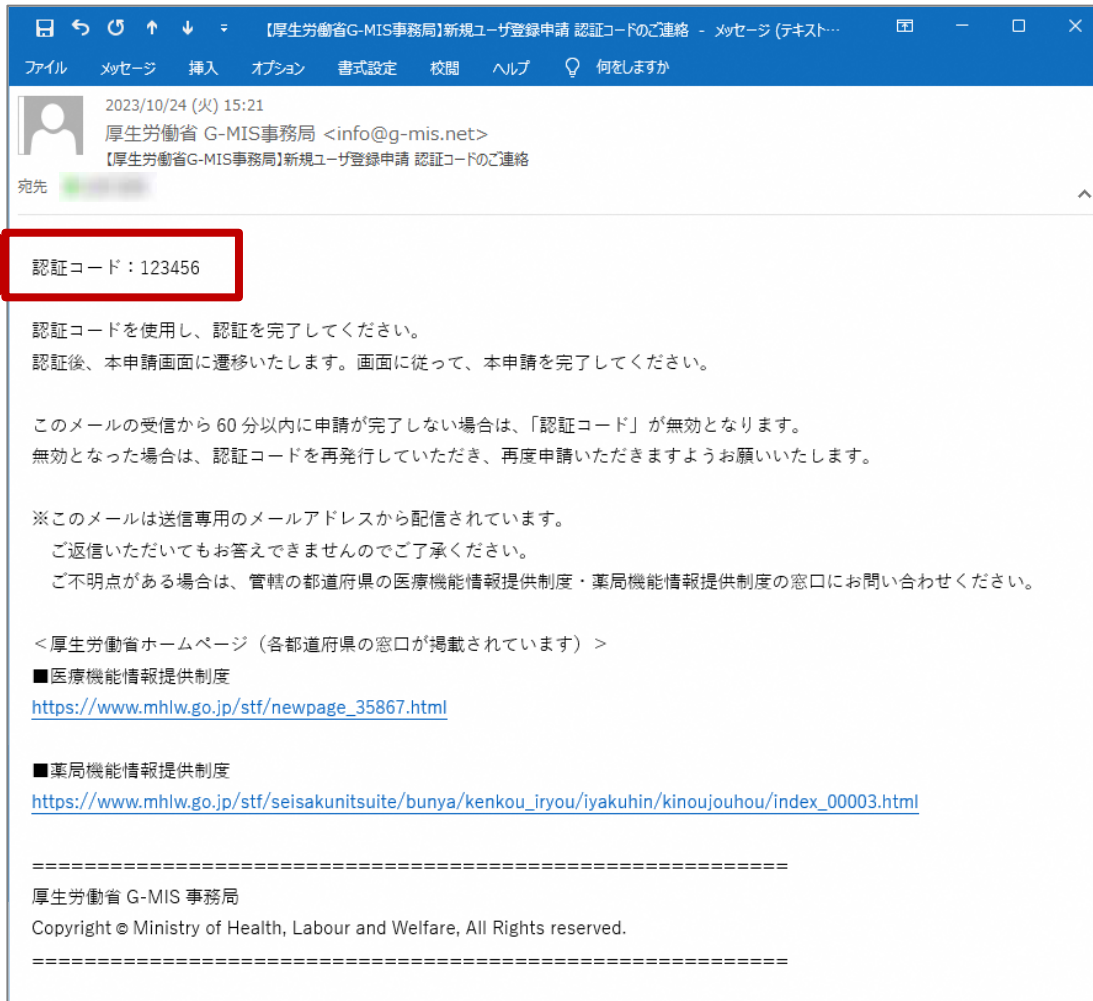 【厚生労働省G-MIS事務局】新規ユーザ登録申請 認証コードのご連絡 - メッセージ (テキスト…
ファイル メッセージ 挿入 オプション 書式設定 校閲 ヘルプ 何をしますか
2023/10/24 (火) 15:21
厚生労働省 G-MIS事務局 <info@g-mis.net>
【厚生労働省G-MIS事務局】新規ユーザ登録申請 認証コードのご連絡
宛先
認証コード：123456
認証コードを使用し、認証を完了してください。
認証後、本申請画面に遷移いたします。画面に従って、本申請を完了してください。
このメールの受信から 60 分以内に申請が完了しない場合は、「認証コード」が無効となります。
無効となった場合は、認証コードを再発行していただき、再度申請いただきますようお願いいたします。
※このメールは送信専用のメールアドレスから配信されています。
ご返信いただいてもお答えできませんのでご了承ください。
ご不明点がある場合は、管轄の都道府県の医療機能情報提供制度・薬局機能情報提供制度の窓口にお問い合わせください。
＜厚生労働省ホームページ（各都道府県の窓口が掲載されています）＞
■医療機能情報提供制度
https://www.mhlw.go.jp/stf/newpage_35867.html
■薬局機能情報提供制度
https://www.mhlw.go.jp/stf/seisakunitsuite/bunya/kenkou_iryou/iyakuhin/kinoujouhou/index_00003.html
==========================================================
厚生労働省 G-MIS 事務局
Copyright © Ministry of Health, Labour and Welfare, All Rights reserved.
==========================================================